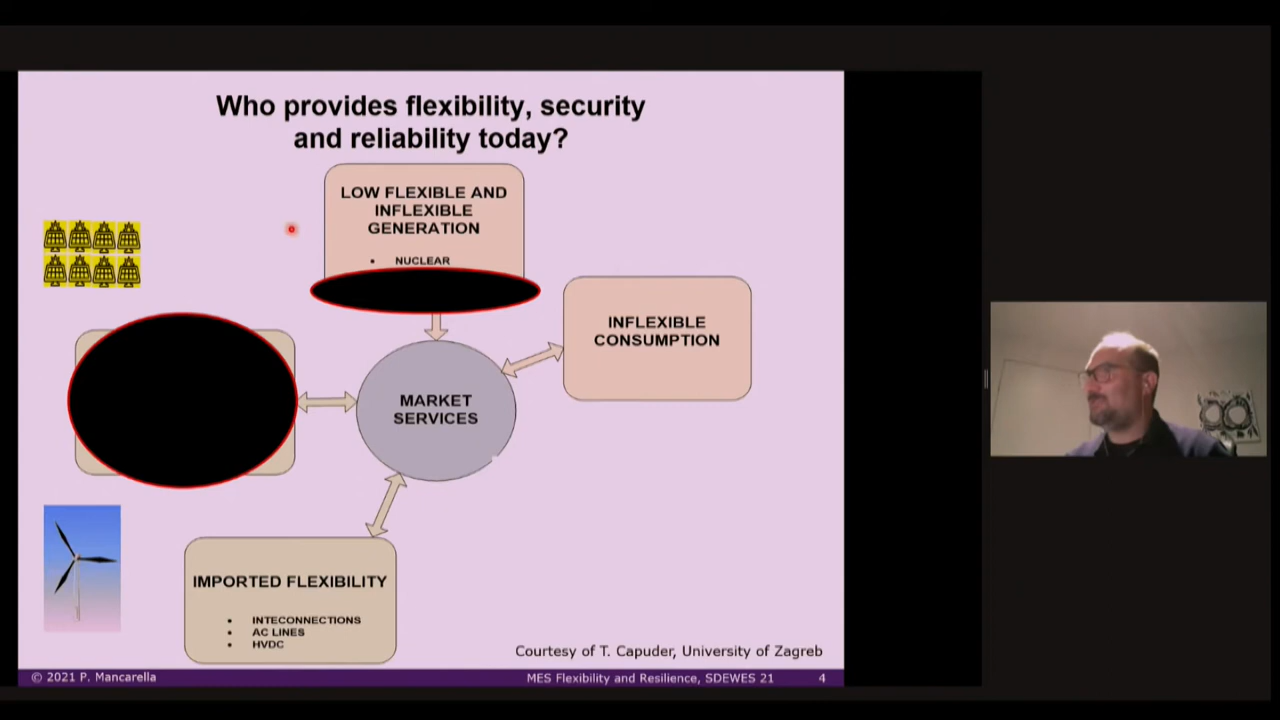 Who provides flexibility, security
and reliability today?
LOW FLEXIBLE AND
INFLEXIBLE
GENERATION
• NUCLEAR
INFLEXIBLE
CONSUMPTION
MARKET
SERVICES
IMPORTED FLEXIBILITY
• INTECONNECTIONS
• AC LINES
• HVDC
Courtesy of T. Capuder, University of Zagreb
© 2021 P. Mancarella
MES Flexibility and Resilience, SDEWES 21
4